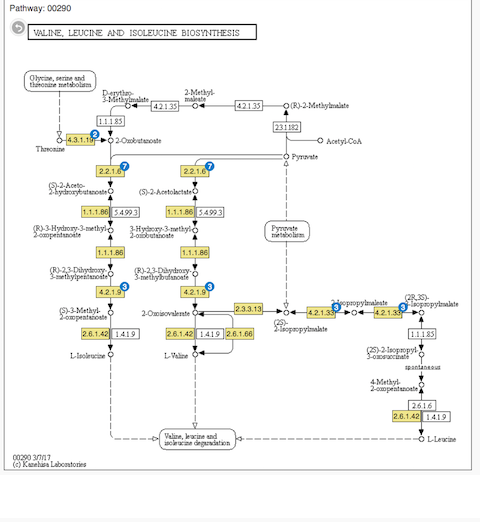 Pathway: 00290
VALINE, LEUCINE AND ISOLEUCINE BIOSYNTHESIS
Glycine, serine and
threonine metabolism
D-erythro-
3-Methylmalate
2-Methyl-
maleate
4.2.1.35
4.2.1.35
(R)-2-Methylmalate
1.1.1.85
2.3.1.182
4.3.1.19
2
2-Oxobutanoate
Acetyl-CoA
Threonine
Pyruvate
2.2.1.6
7
2.2.1.6
7
(S)-2-Aceto-
2-hydroxybutanoate
(S)-2-Acetolactate
1.1.1.86
5.4.99.3
1.1.1.86
5.4.99.3
(R)-3-Hydroxy-3-methyl-
2-oxopentanoate
3-Hydroxy-3-methyl-
2-oxobutanoate
Pyruvate
metabolism
1.1.1.86
1.1.1.86
(R)-2,3-Dihydroxy-
3-methylpentanoate
(R)-2,3-Dihydroxy-
3-methylbutanoate
4.2.1.9
3
4.2.1.9
3
(S)-3-Methyl-
2-oxopentanoate
2-Oxoisovalerate
2.3.3.13
(2S)-
2-Isopropylmalate
4.2.1.33
3
2-Isopropylmaleate
4.2.1.33
3
(2R,3S)-
3-Isopropylmalate
2.6.1.42
1.4.1.9
2.6.1.42
1.4.1.9
2.6.1.66
1.1.1.85
L-Isoleucine
L-Valine
(2S)-2-Isopropyl-
3-oxosuccinate
spontaneous
4-Methyl-
2-oxopentanoate
2.6.1.6
2.6.1.42
1.4.1.9
Valine, leucine and
isoleucine degradation
L-Leucine
00290 3/7/17
(c) Kanehisa Laboratories